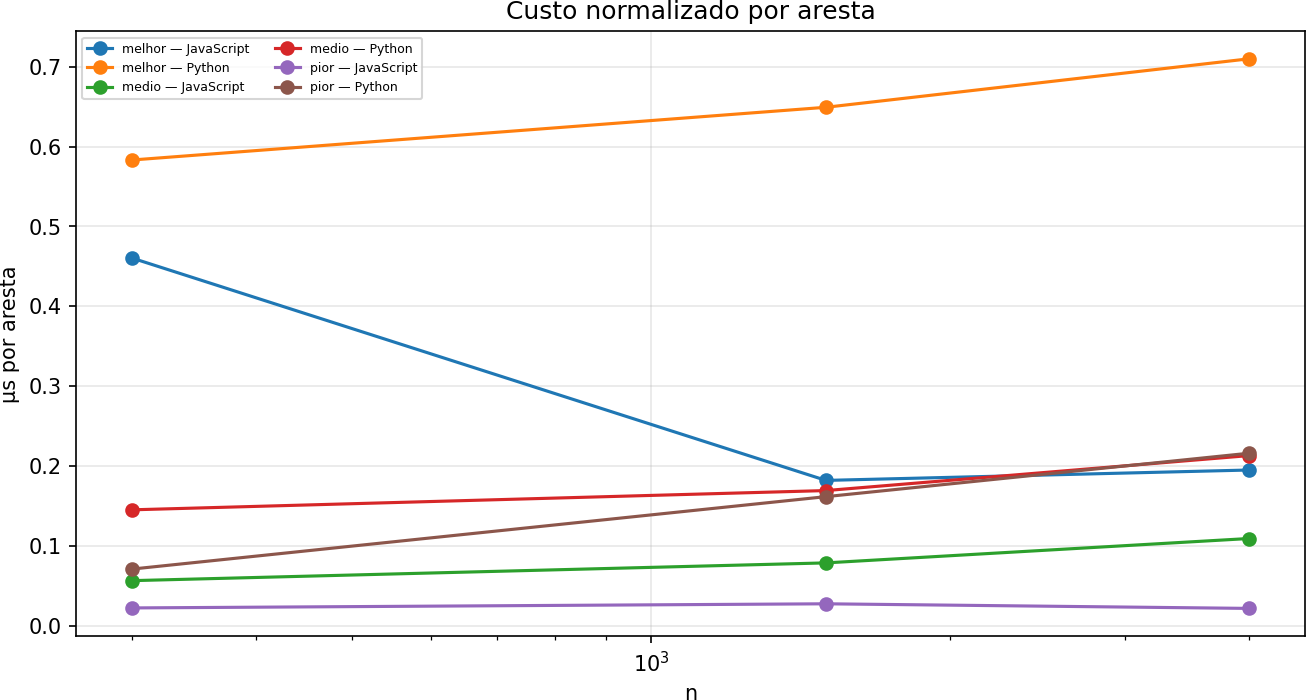 Custo normalizado por aresta
melhor — JavaScript
melhor — Python
medio — JavaScript
medio — Python
pior — JavaScript
pior — Python
0.7
0.6
0.5
0.4
0.3
0.2
0.1
0.0
µs por aresta
10³
n